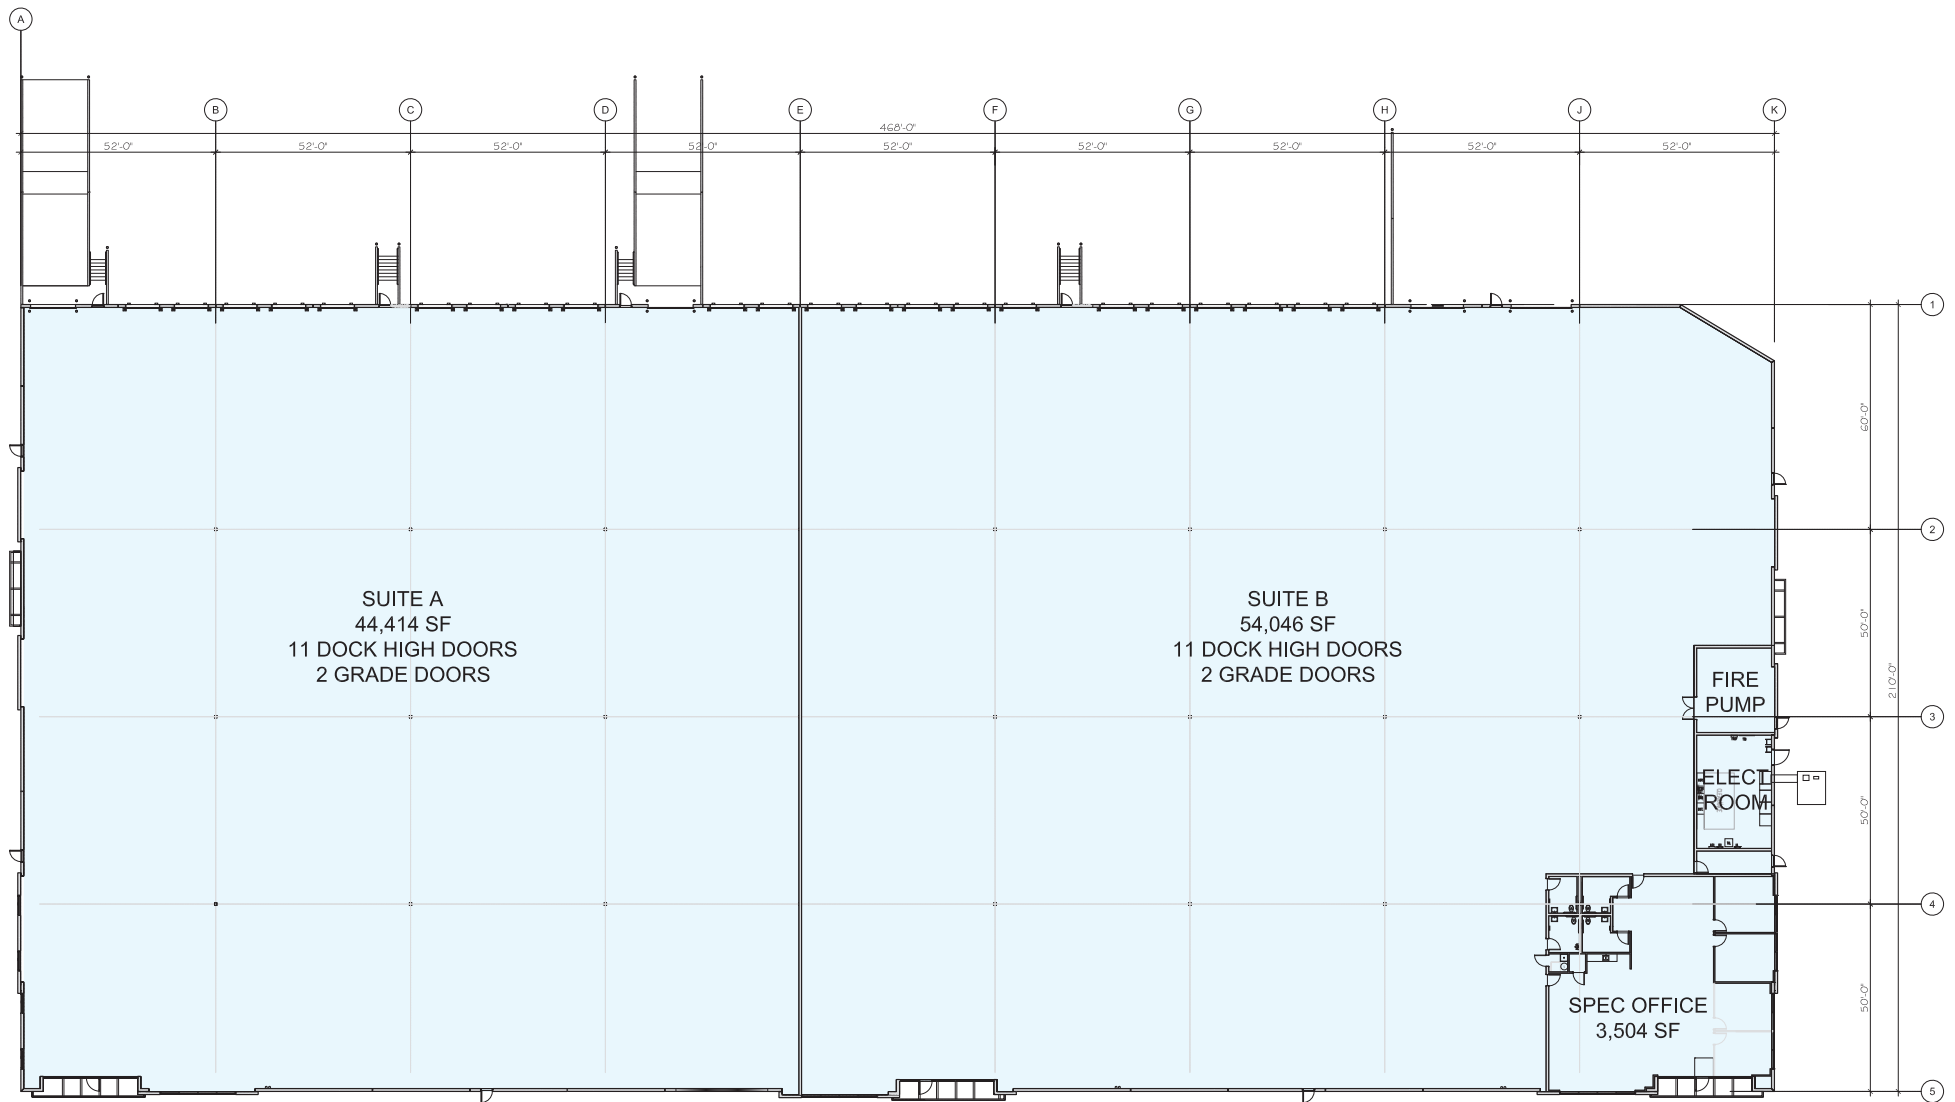 A
B
C
D
E
F
G
H
J
K
468'-0"
52'-0"
52'-0"
52'-0"
52'-0"
52'-0"
52'-0"
52'-0"
52'-0"
52'-0"
1
60'-0"
2
SUITE A
44,414 SF
11 DOCK HIGH DOORS
2 GRADE DOORS
SUITE B
54,046 SF
11 DOCK HIGH DOORS
2 GRADE DOORS
50'-0"
210'-0"
FIRE
PUMP
3
ELECT
ROOM
50'-0"
4
SPEC OFFICE
3,504 SF
50'-0"
5